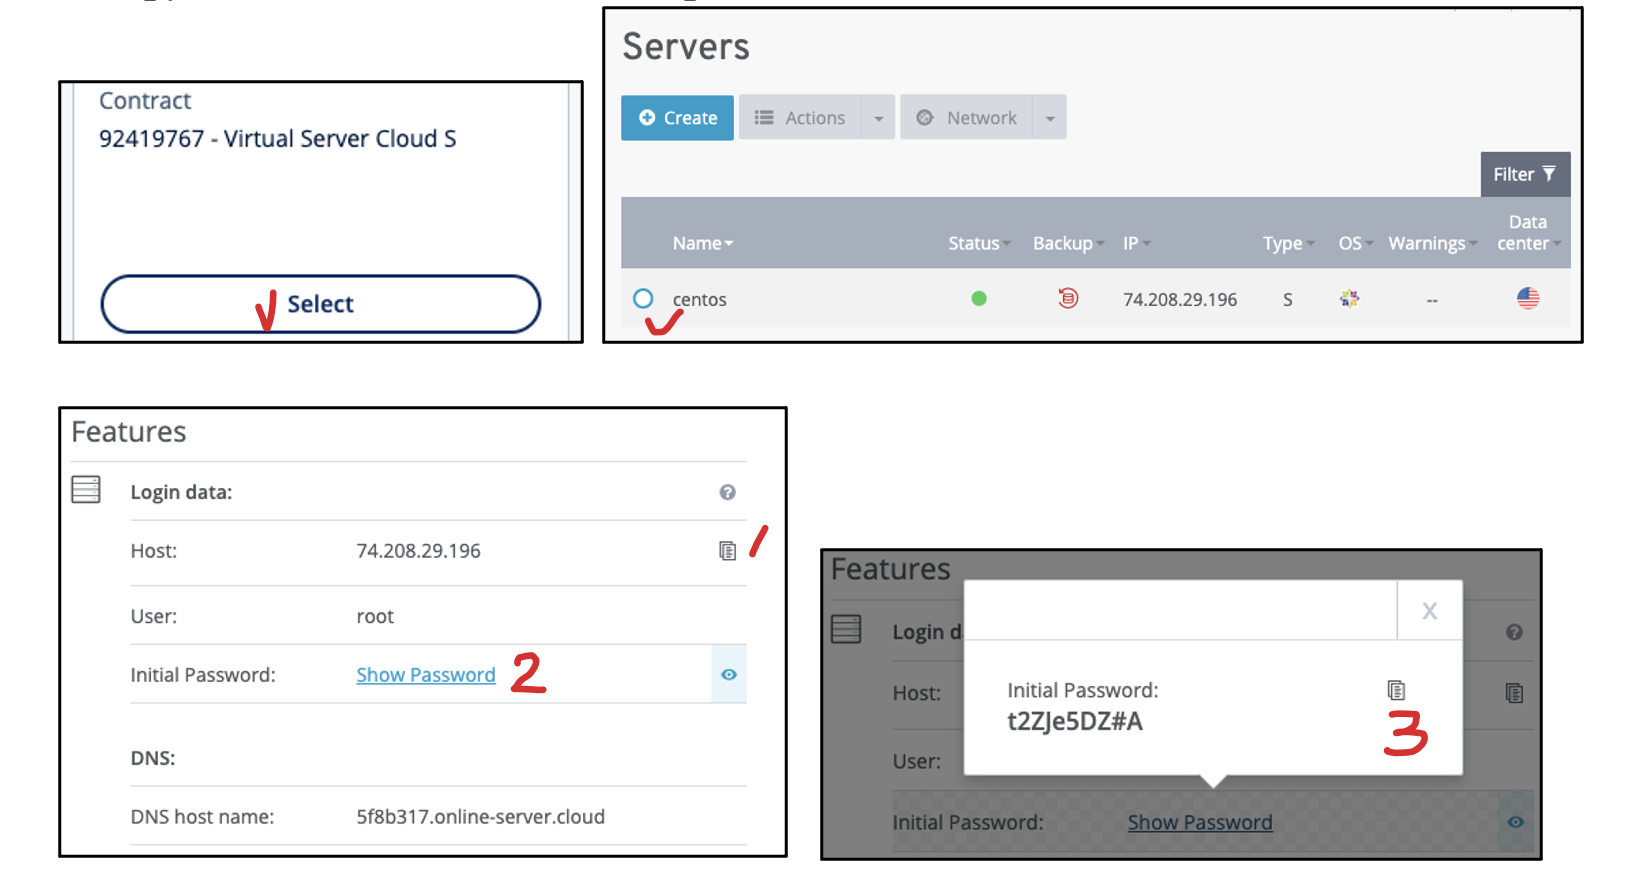 Contract
92419767 - Virtual Server Cloud S
Select
Servers
Create
Actions
Network
Filter
Name Status Backup IP Type OS Warnings Data center
centos 74.208.29.196 S --
Features
Login data:
Host: 74.208.29.196
1
User: root
Initial Password: Show Password
2
DNS:
DNS host name: 5f8b317.online-server.cloud
Features
Login d
Host:
User:
X
Initial Password:
t2ZJe5DZ#A
3
Initial Password: Show Password